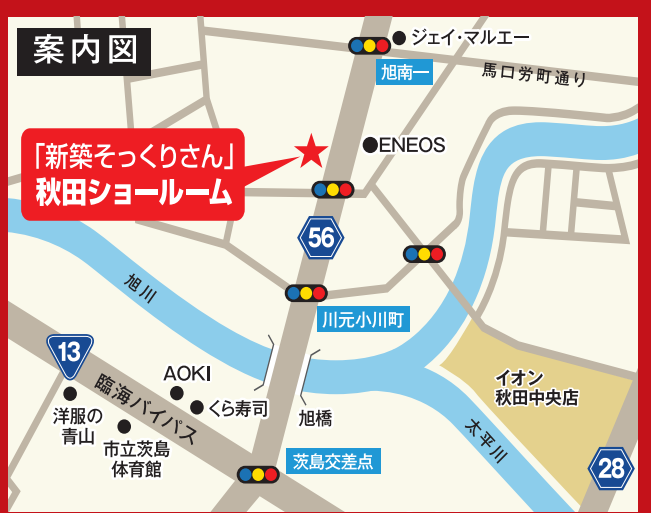 案内図
ジェイ・マルエー
旭南一
馬口労町通り
「新築そっくりさん」
秋田ショールーム
ENEOS
56
旭川
川元小川町
13
臨海バイパス
AOKI
くら寿司
洋服の
青山
市立茨島
体育館
旭橋
茨島交差点
イオン
秋田中央店
太平川
28